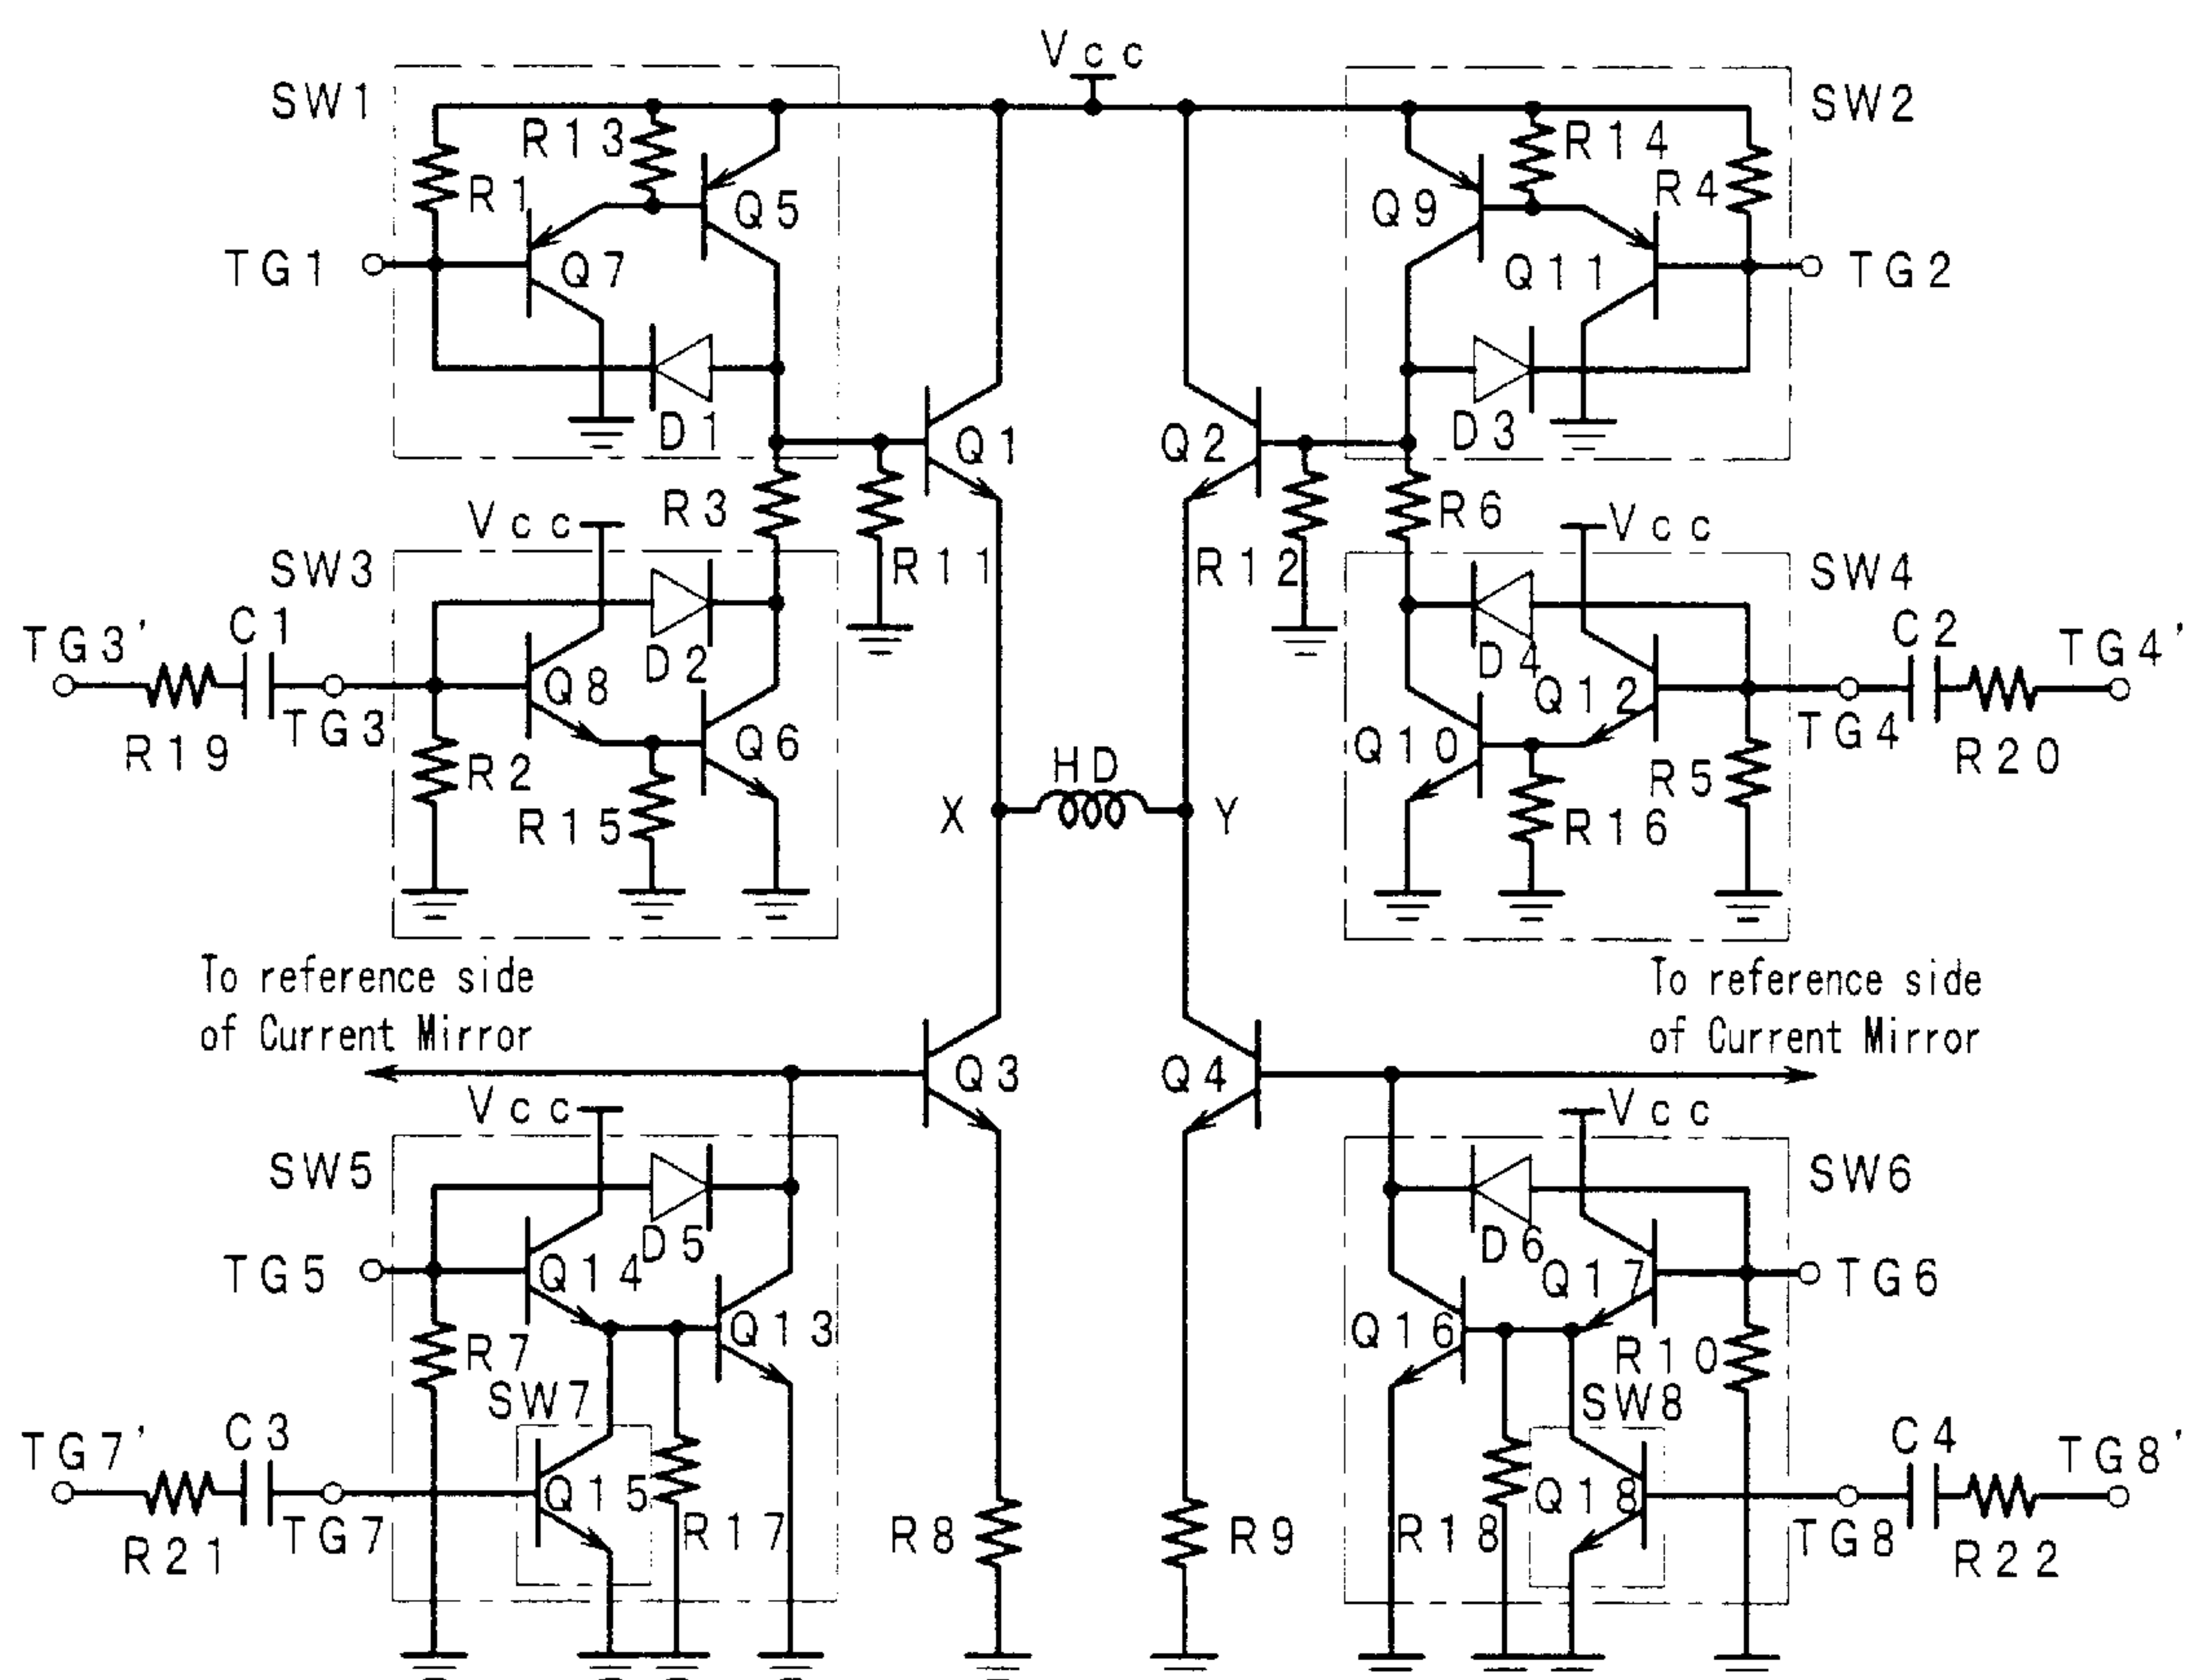 Vcc
SW1
SW2
R13
R14
R1
R4
Q5
Q9
TG1
Q7
Q11
TG2
D1
D3
Q1
Q2
Vcc
R3
R6
Vcc
SW3
R11
R12
SW4
TG3'
C1
D2
D4
C2
TG4'
Q8
Q12
R19
TG3
Q6
Q10
TG4
R20
R2
R15
HD
R5
R16
X
Y
To reference side
of Current Mirror
To reference side
of Current Mirror
Q3
Q4
Vcc
Vcc
SW5
SW6
D5
D6
TG5
Q14
Q17
TG6
Q13
Q16
R7
R10
SW7
SW8
TG7'
C3
C4
TG8'
Q15
Q18
R21
TG7
R17
R8
R9
R18
TG8
R22